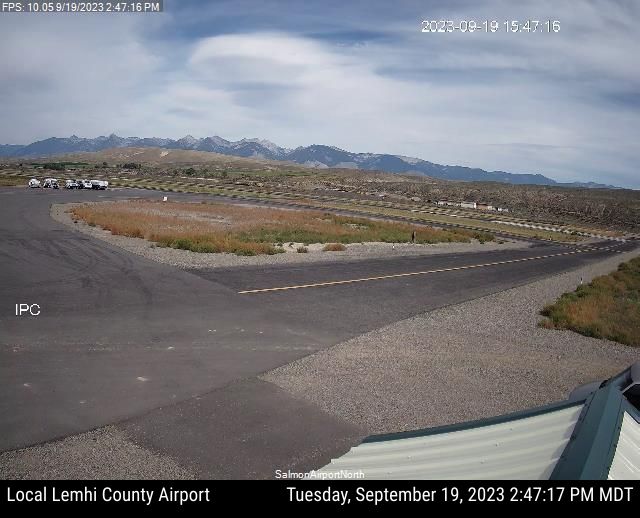 FPS: 10.05 9/19/2023 2:47:16 PM
2023-09-19 15:47:16
IPC
SalmonAirportNorth
Local Lemhi County Airport
Tuesday, September 19, 2023 2:47:17 PM MDT